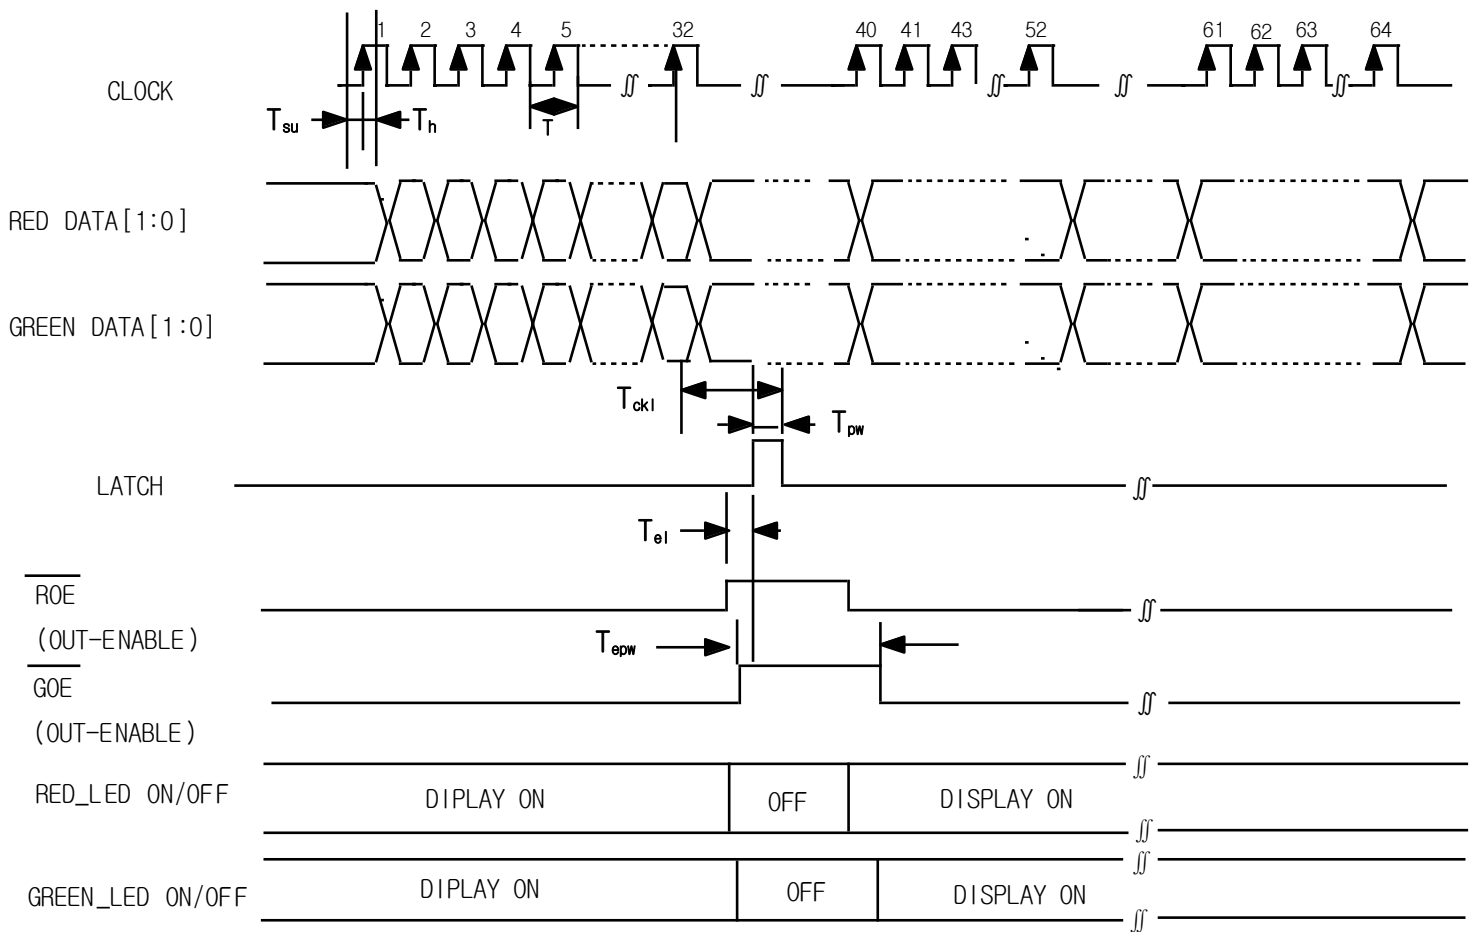 1 2 3 4 5 32 40 41 43 52 61 62 63 64
CLOCK
Tsu Th T
RED DATA[1:0]
GREEN DATA[1:0]
Tckl
Tpw
LATCH
Tel
ROE
(OUT-ENABLE)
Tepw
GOE
(OUT-ENABLE)
RED_LED ON/OFF DIPLAY ON OFF DISPLAY ON
GREEN_LED ON/OFF DIPLAY ON OFF DISPLAY ON